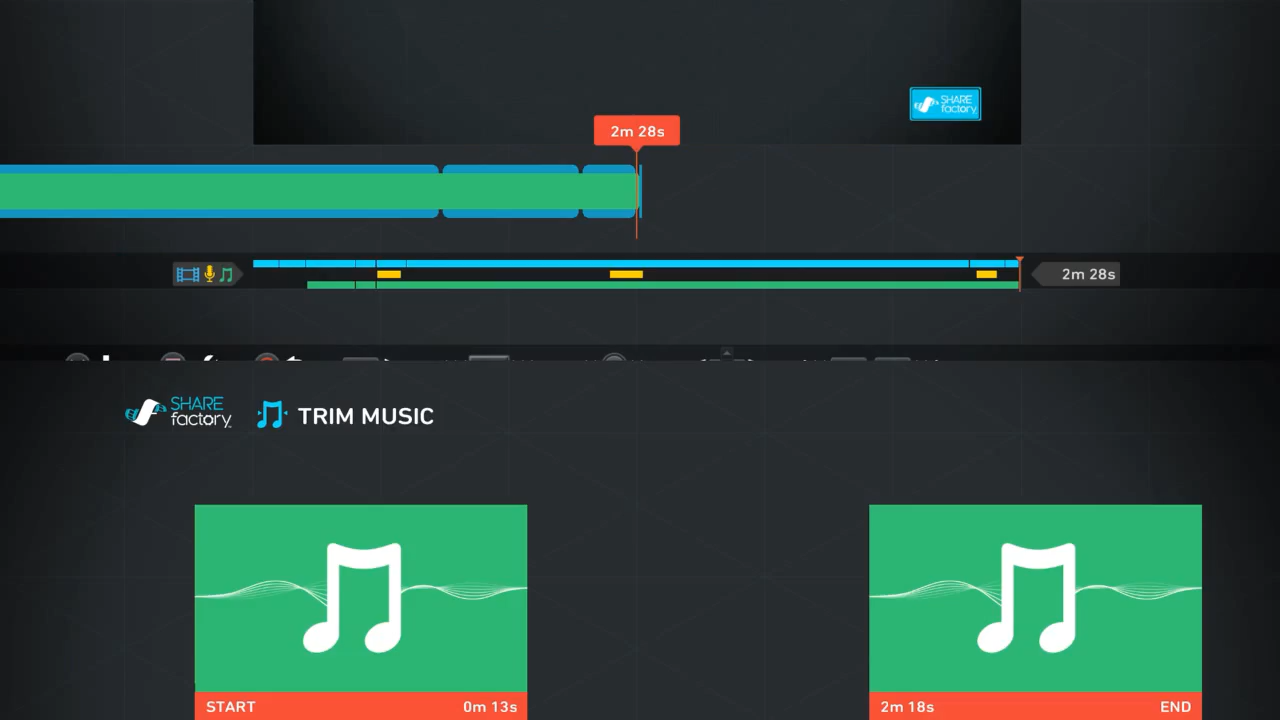 SHARE
factory
2m 28s
2m 28s
SHARE
factory
TRIM MUSIC
START 0m 13s
2m 18s END